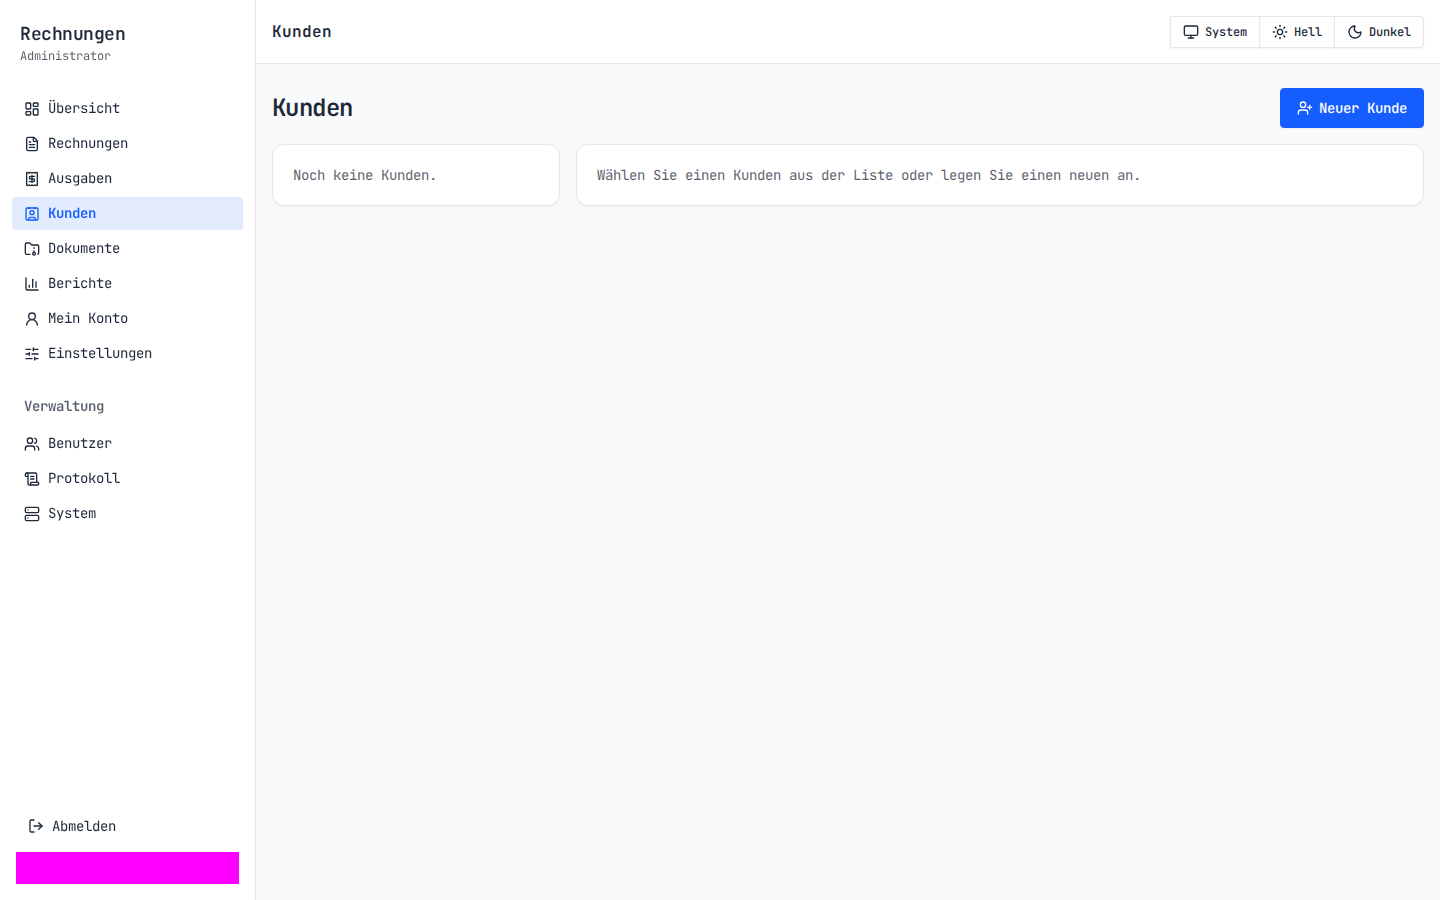 Rechnungen
Administrator
Übersicht
Rechnungen
Ausgaben
Kunden
Dokumente
Berichte
Mein Konto
Einstellungen
Verwaltung
Benutzer
Protokoll
System
Abmelden
Kunden
System
Hell
Dunkel
Kunden
Neuer Kunde
Noch keine Kunden.
Wählen Sie einen Kunden aus der Liste oder legen Sie einen neuen an.